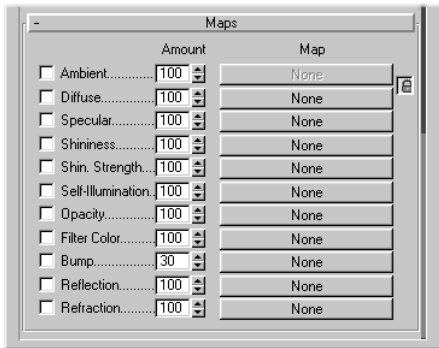 - Maps
Amount Map
Ambient............. 100 None
Diffuse............... 100 None
Specular............ 100 None
Shininess........... 100 None
Shin. Strength.... 100 None
Self-Illumination.. 100 None
Opacity.............. 100 None
Filter Color......... 100 None
Bump................. 30 None
Reflection.......... 100 None
Refraction......... 100 None